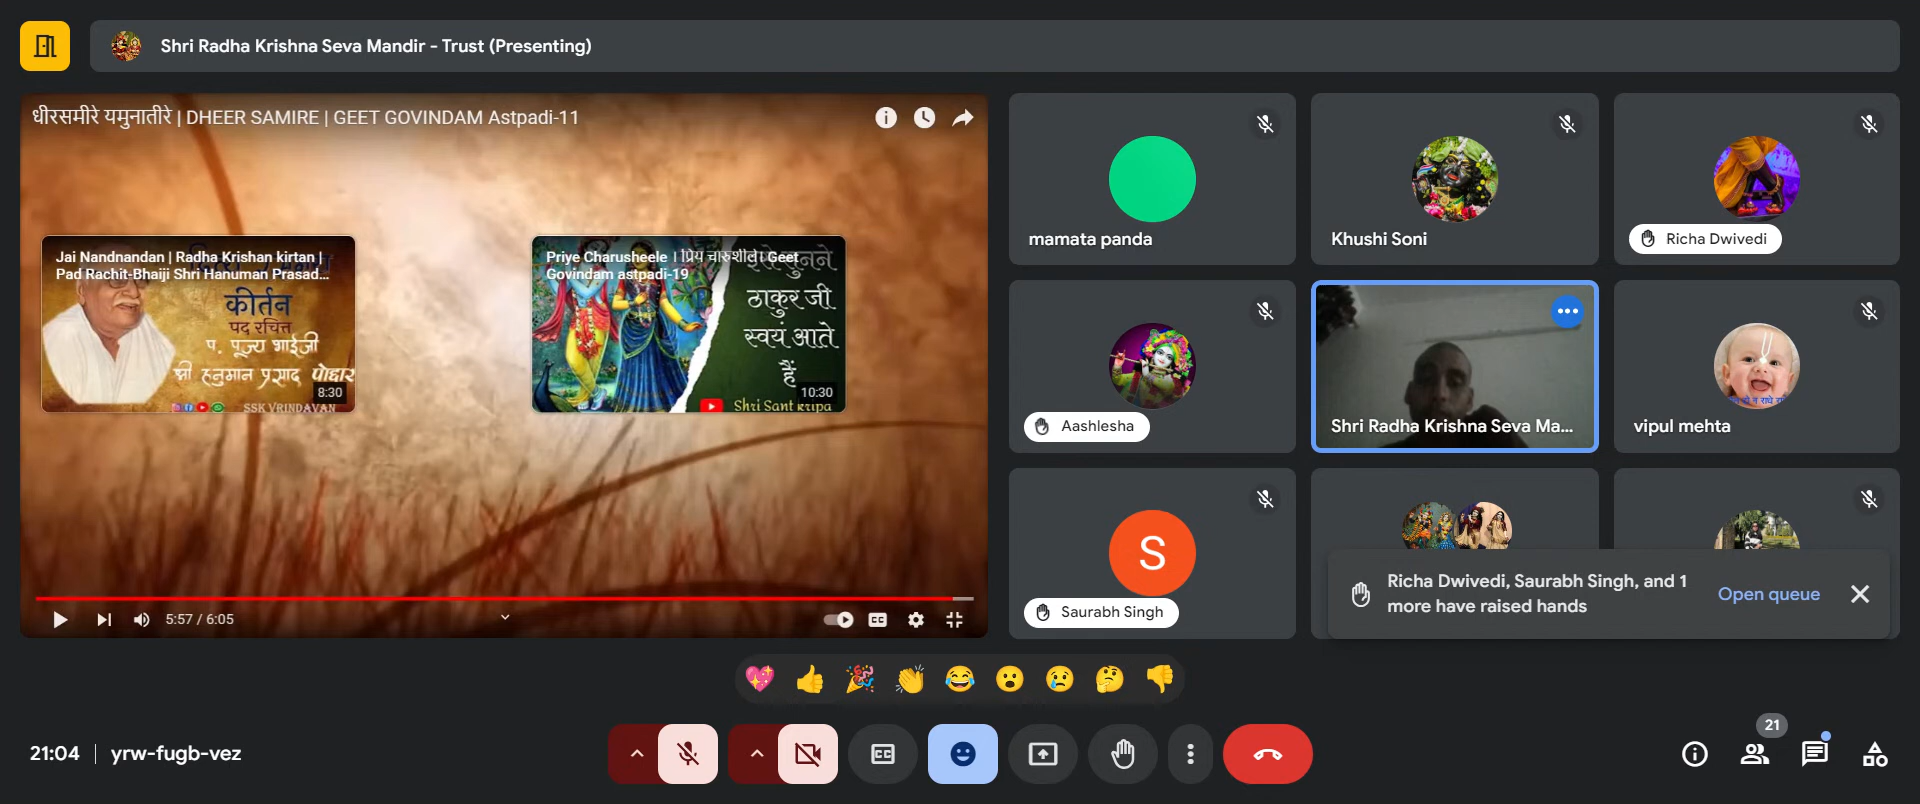 Shri Radha Krishna Seva Mandir - Trust (Presenting)
धीरसमीरे यमुनातीरे | DHEER SAMIRE | GEET GOVINDAM Astpadi-11
Jai Nandnandan | Radha Krishan kirtan |
Pad Rachit-Bhaiji Shri Hanuman Prasad...
कीर्तन
पद रचित
प. पूज्य भाईजी
श्री हनुमान प्रसाद पोद्दार
8:30
SSK VRINDAVAN
Priye Charusheele । प्रिये चारुशीले। Geet
Govindam astpadi-19
इसे सुनने
ठाकुर जी
स्वयं आते
हैं
10:30
Shri Sant kripa
5:57 / 6:05
mamata panda
Khushi Soni
Richa Dwivedi
Aashlesha
Shri Radha Krishna Seva Ma...
vipul mehta
S
Saurabh Singh
Richa Dwivedi, Saurabh Singh, and 1
more have raised hands
Open queue
21:04 | yrw-fugb-vez
21